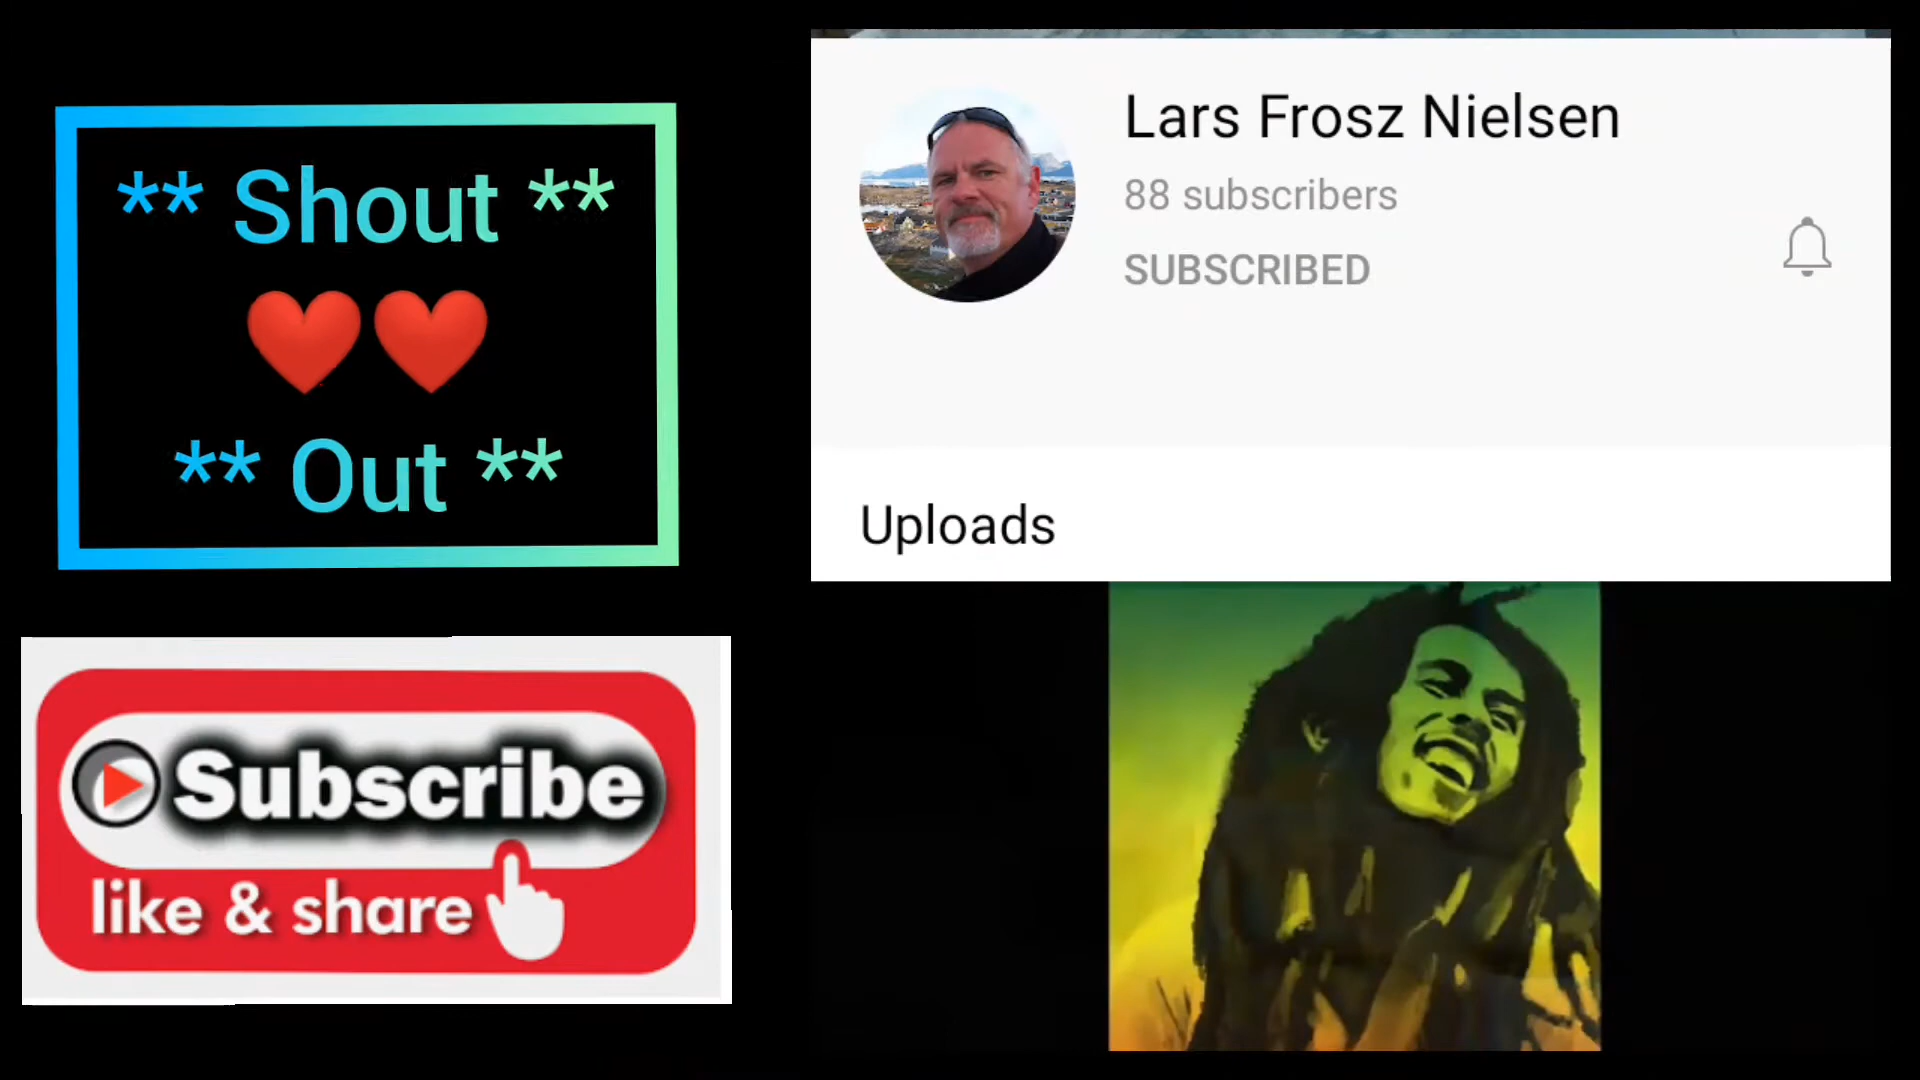 ** Shout **
❤️❤️
** Out **
Lars Frosz Nielsen
88 subscribers
SUBSCRIBED
Uploads
Subscribe
like & share